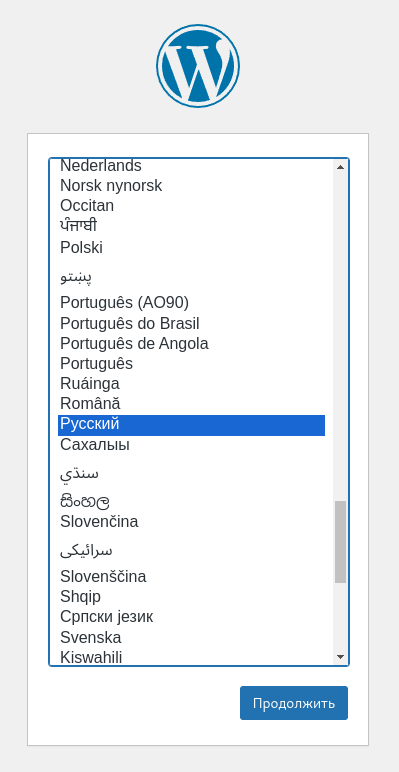 Nederlands
Norsk nynorsk
Occitan
ਪੰਜਾਬੀ
Polski
پښتو
Português (AO90)
Português do Brasil
Português de Angola
Português
Ruáinga
Română
Русский
Сахалыы
سنڌي
සිංහල
Slovenčina
سرائیکی
Slovenščina
Shqip
Српски језик
Svenska
Kiswahili
Продолжить